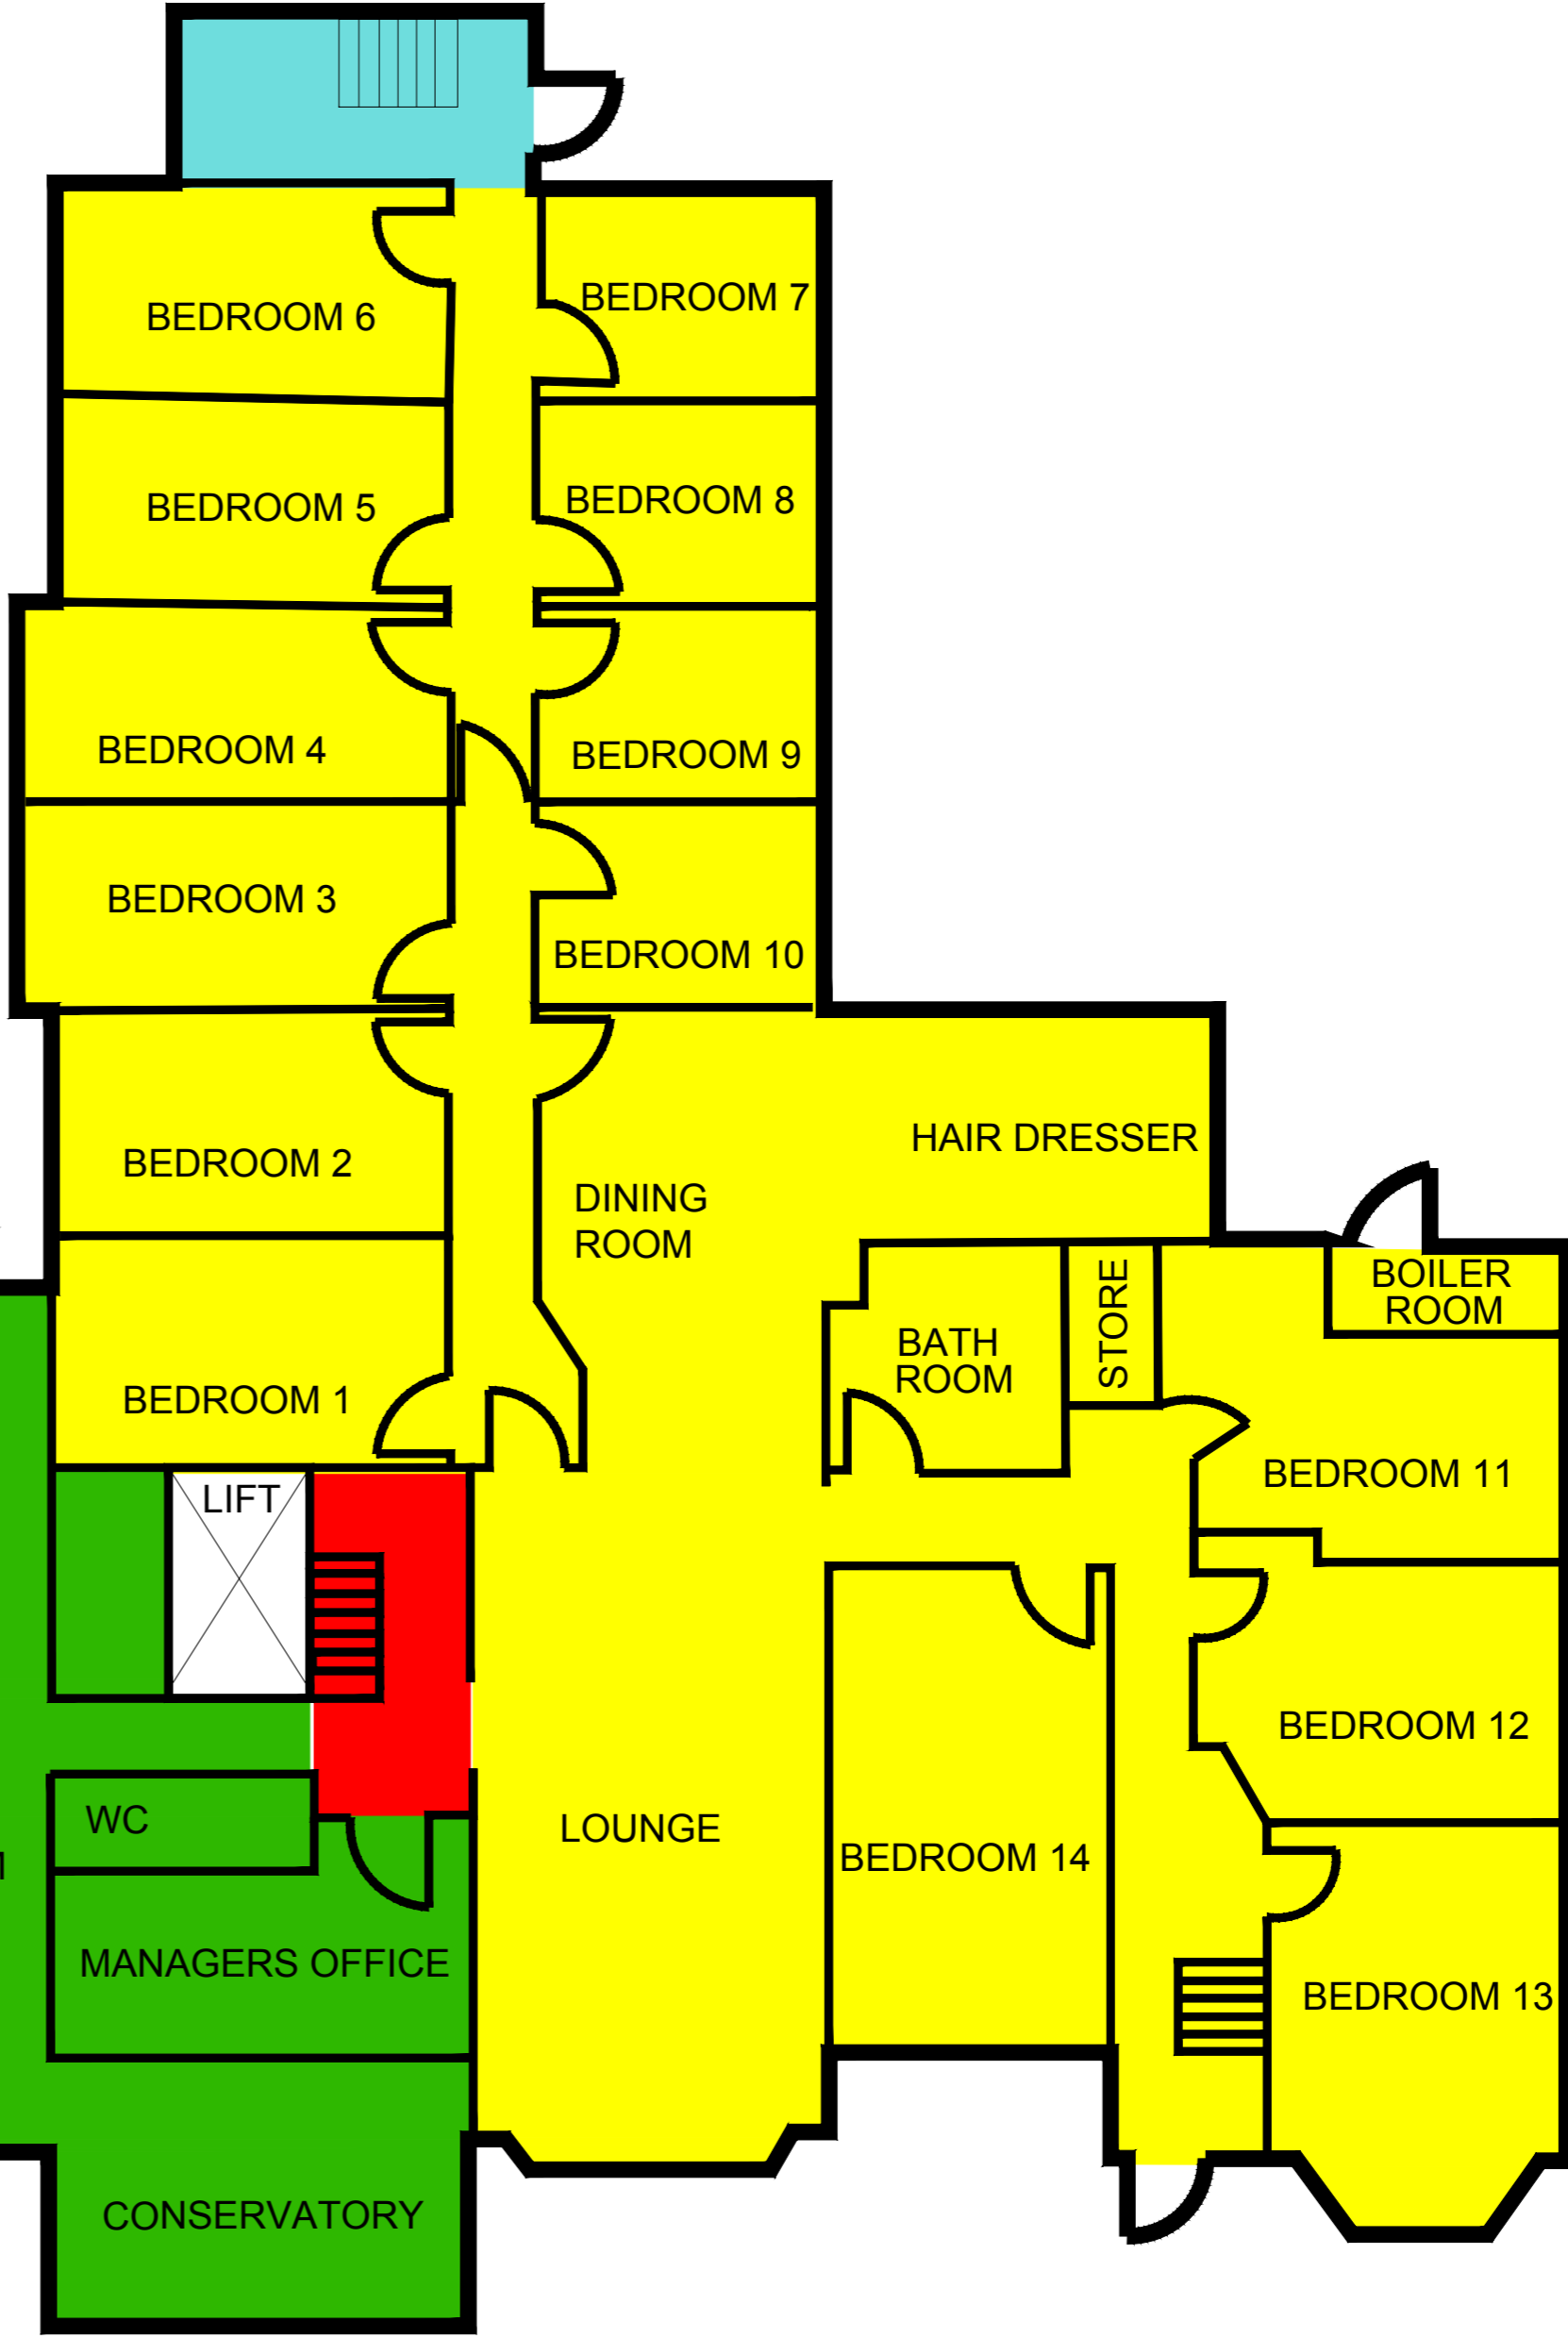 BEDROOM 6
BEDROOM 7
BEDROOM 5
BEDROOM 8
BEDROOM 4
BEDROOM 9
BEDROOM 3
BEDROOM 10
HAIR DRESSER
BEDROOM 2
DINING
ROOM
BOILER
ROOM
STORE
BATH
ROOM
BEDROOM 1
BEDROOM 11
LIFT
BEDROOM 12
WC
LOUNGE
BEDROOM 14
MANAGERS OFFICE
BEDROOM 13
CONSERVATORY